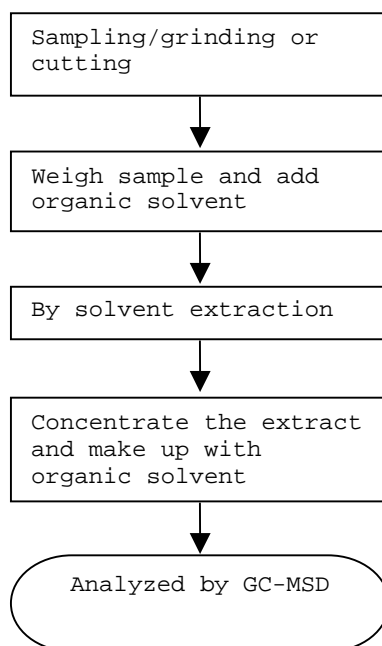 Sampling/grinding or
cutting
Weigh sample and add
organic solvent
By solvent extraction
Concentrate the extract
and make up with
organic solvent
Analyzed by GC-MSD